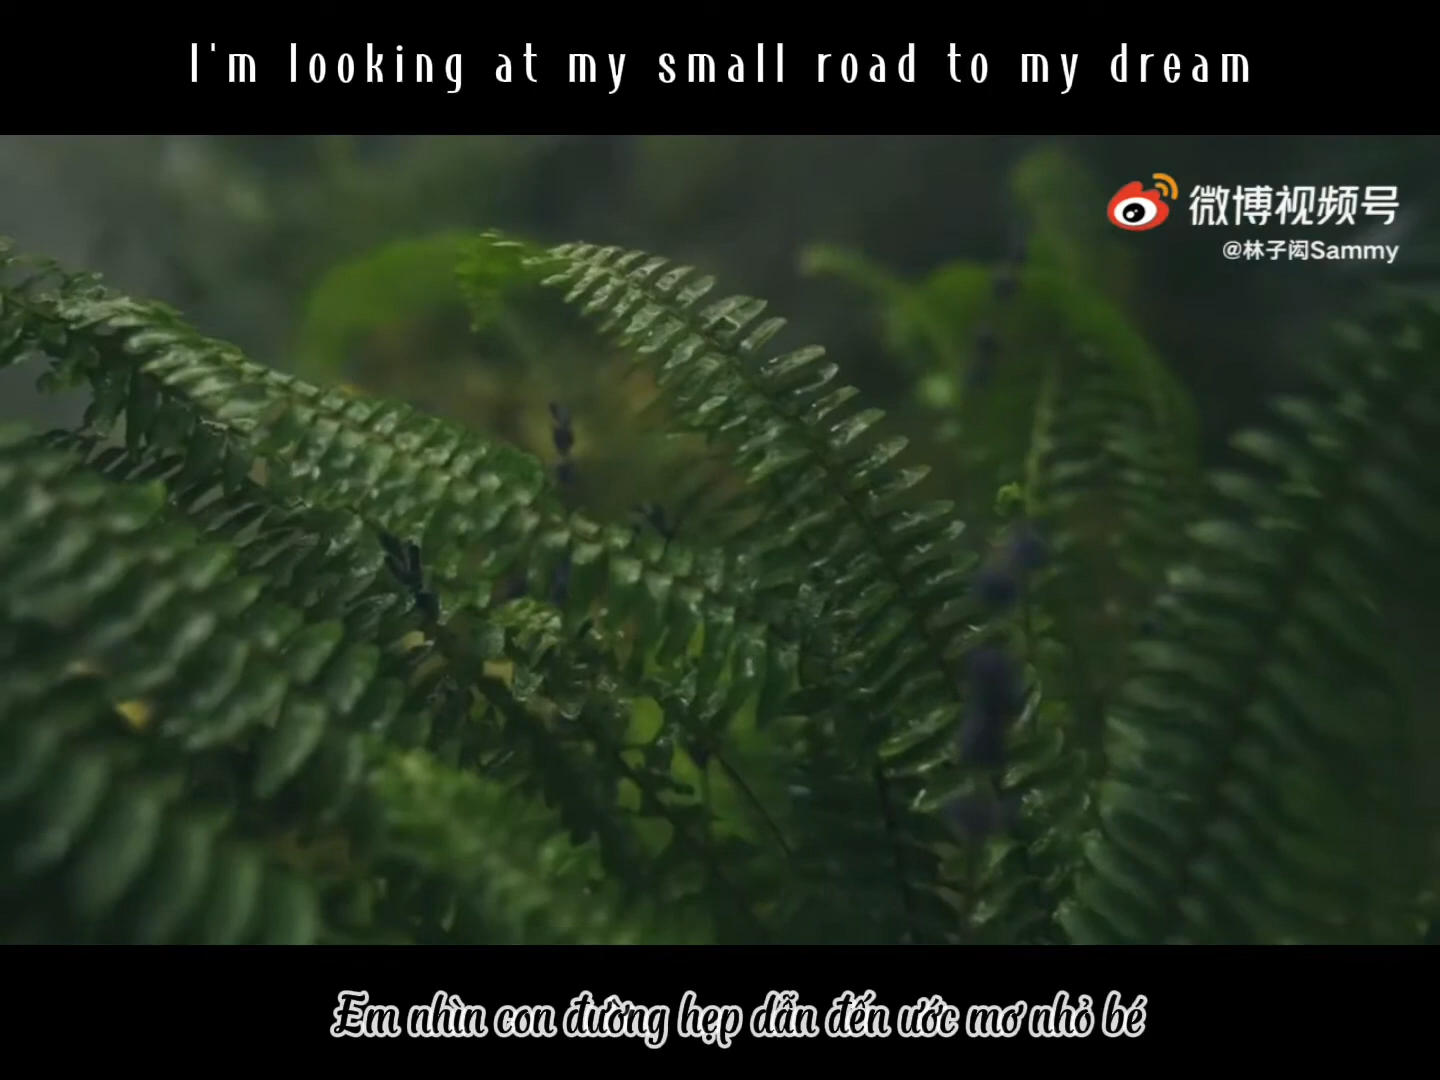 I'm looking at my small road to my dream
微博视频号
@林子闳Sammy
Em nhìn con đường hẹp dẫn đến ước mơ nhỏ bé